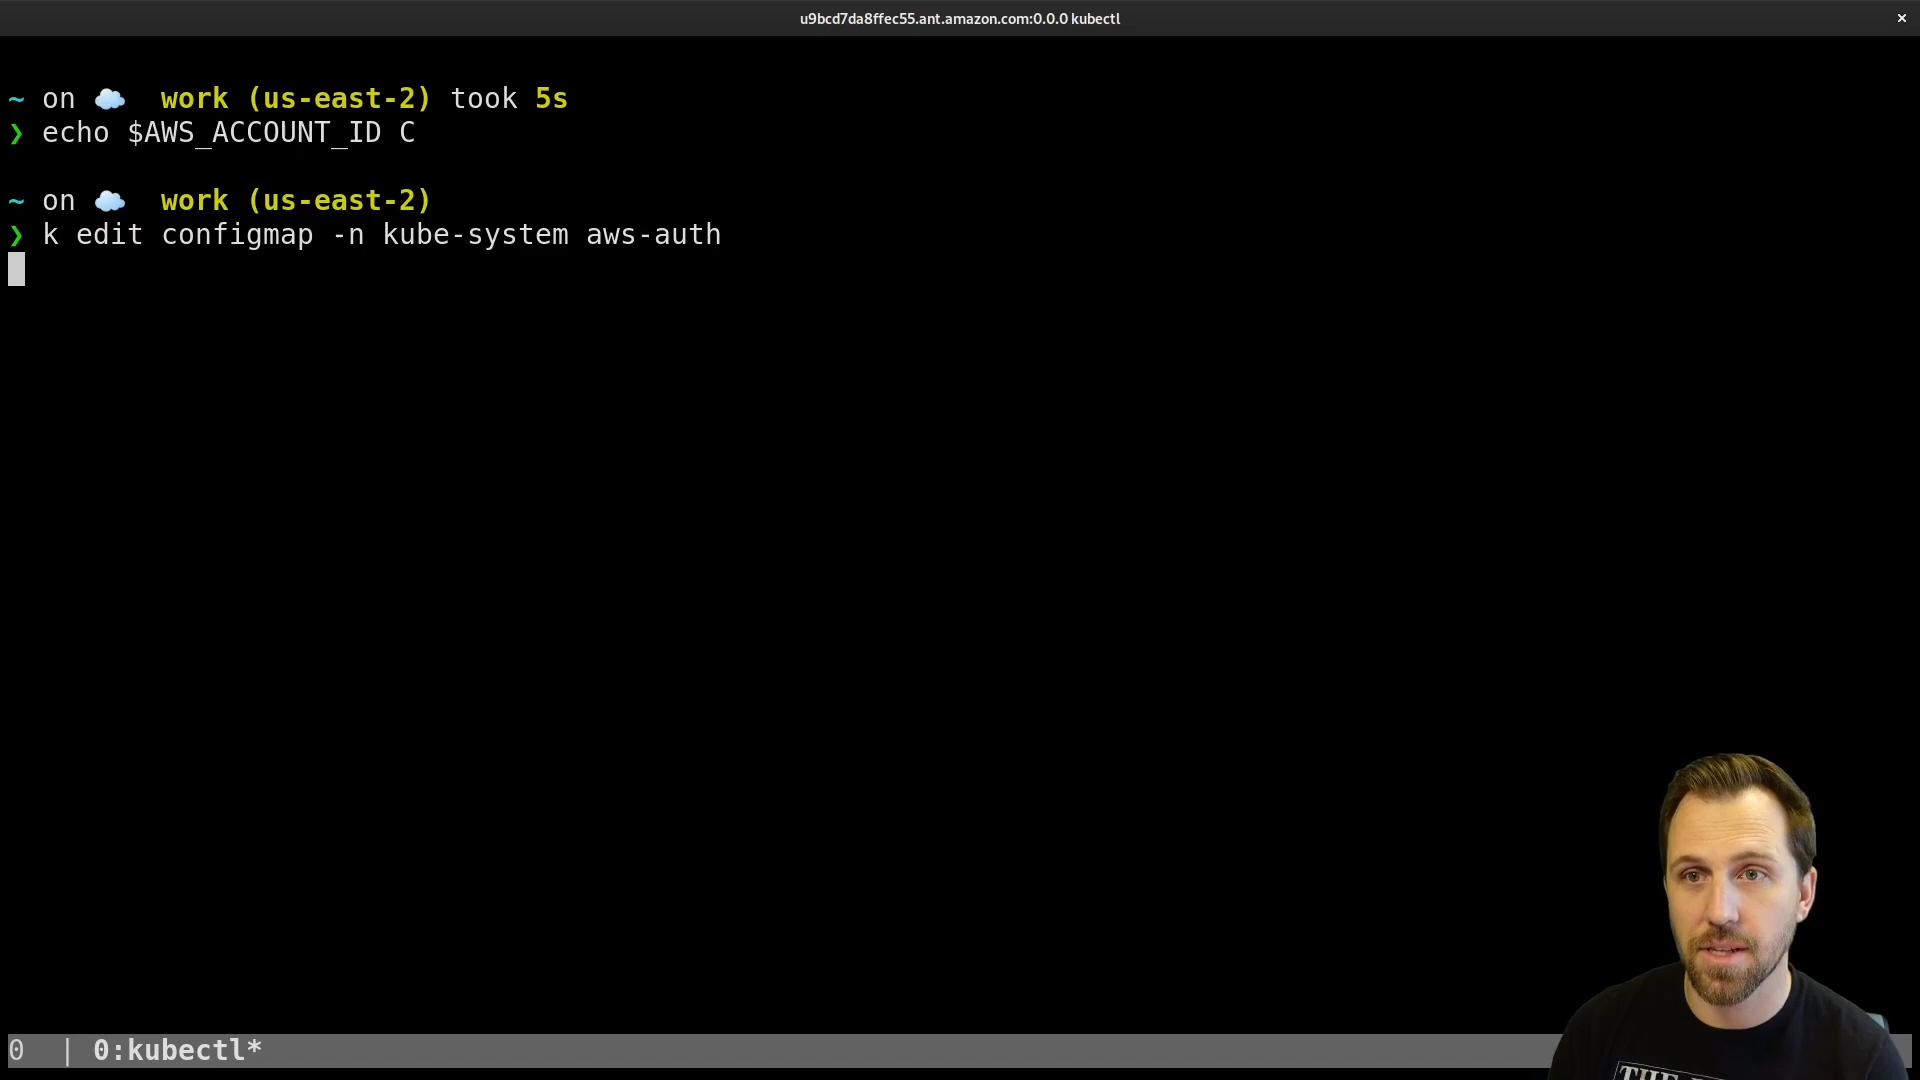 u9bcd7da8ffec55.ant.amazon.com:0.0.0 kubectl
~ on ☁️ work (us-east-2) took 5s
❯ echo $AWS_ACCOUNT_ID C
~ on ☁️ work (us-east-2)
❯ k edit configmap -n kube-system aws-auth
0 | 0:kubectl*
THE